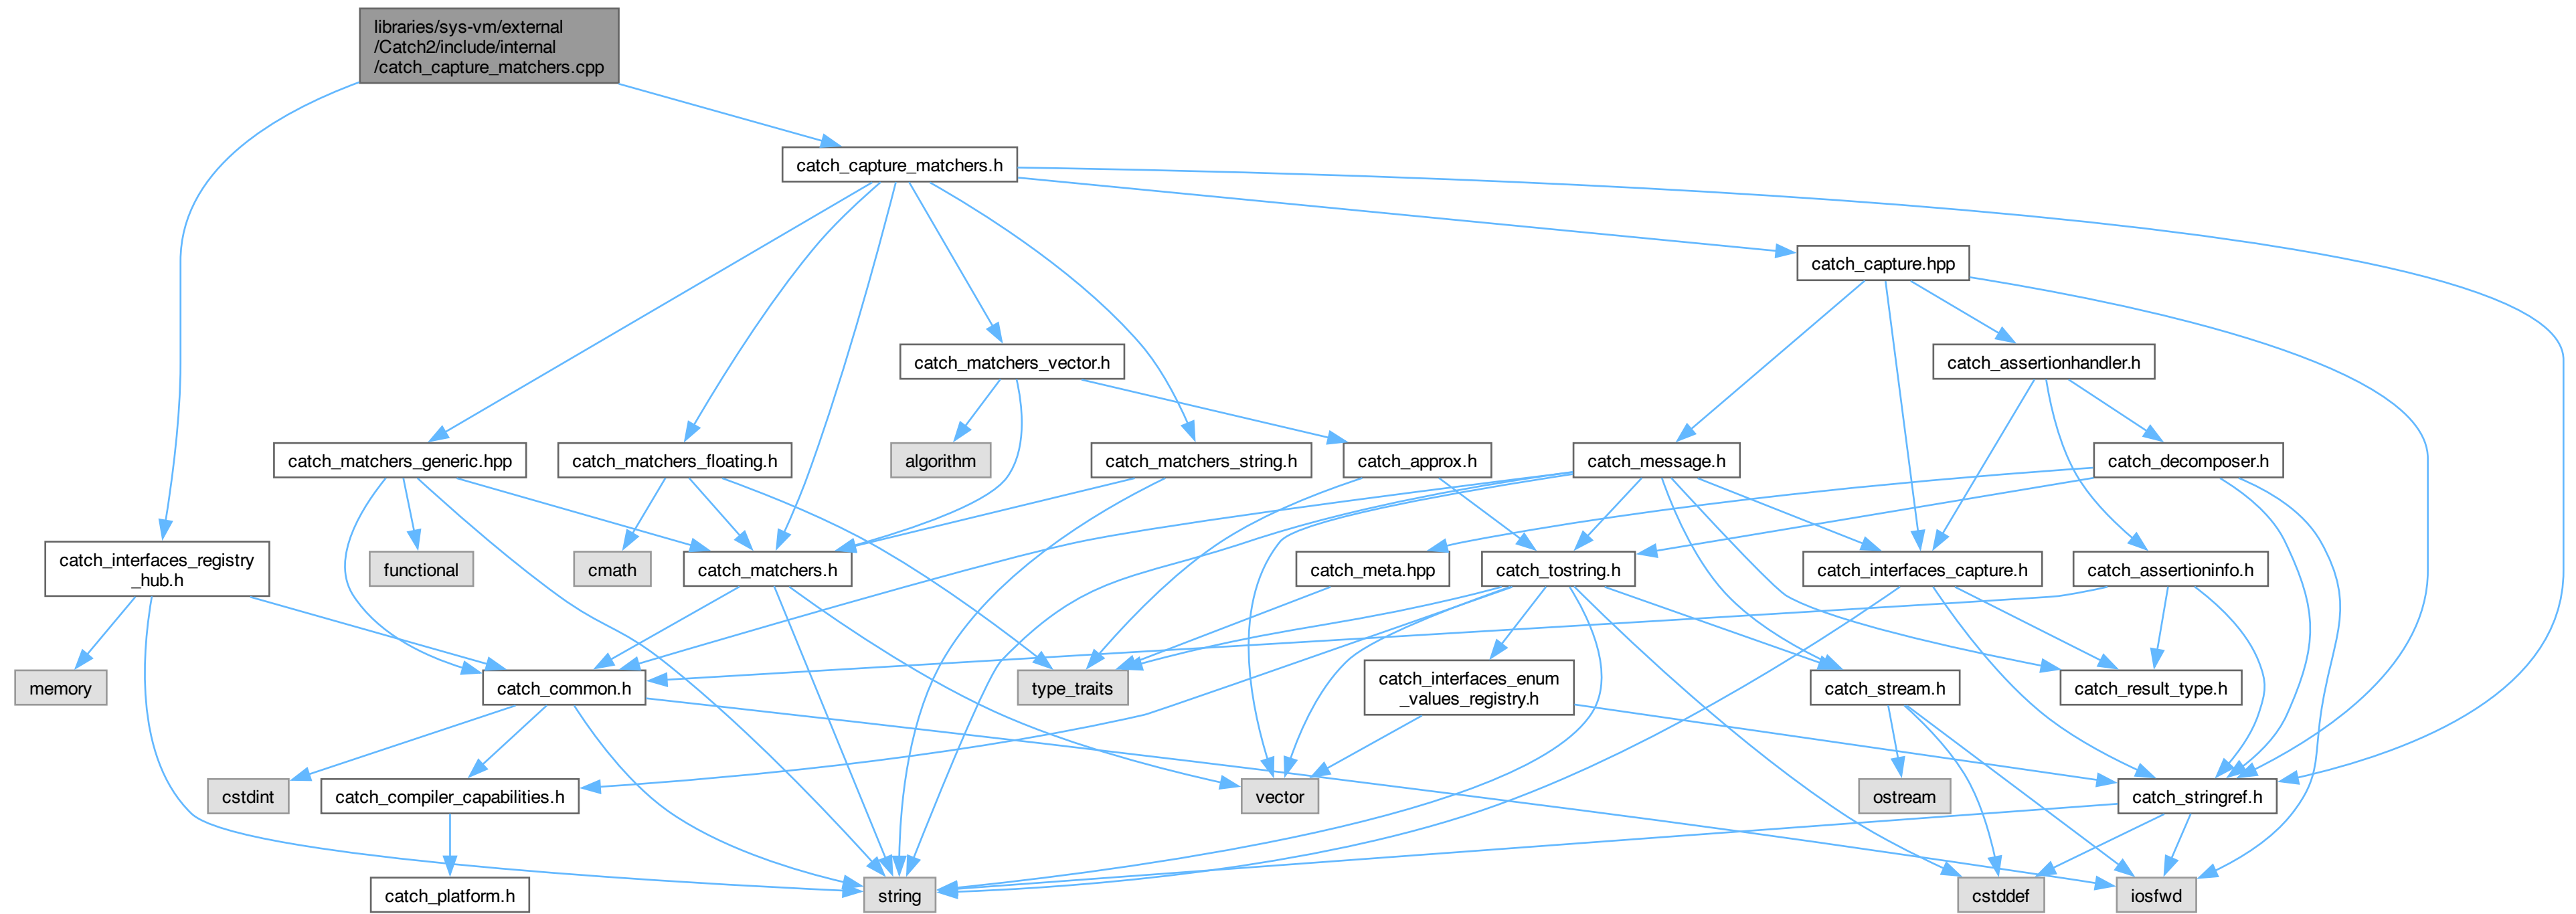 libraries/sys-vm/external
/Catch2/include/internal
/catch_capture_matchers.cpp
catch_capture_matchers.h
catch_capture.hpp
catch_matchers_vector.h
catch_assertionhandler.h
catch_matchers_generic.hpp
catch_matchers_floating.h
algorithm
catch_matchers_string.h
catch_approx.h
catch_message.h
catch_decomposer.h
catch_interfaces_registry
_hub.h
functional
cmath
catch_matchers.h
catch_meta.hpp
catch_tostring.h
catch_interfaces_capture.h
catch_assertioninfo.h
memory
catch_common.h
type_traits
catch_interfaces_enum
_values_registry.h
catch_stream.h
catch_result_type.h
cstdint
catch_compiler_capabilities.h
vector
ostream
catch_stringref.h
catch_platform.h
string
cstddef
iosfwd